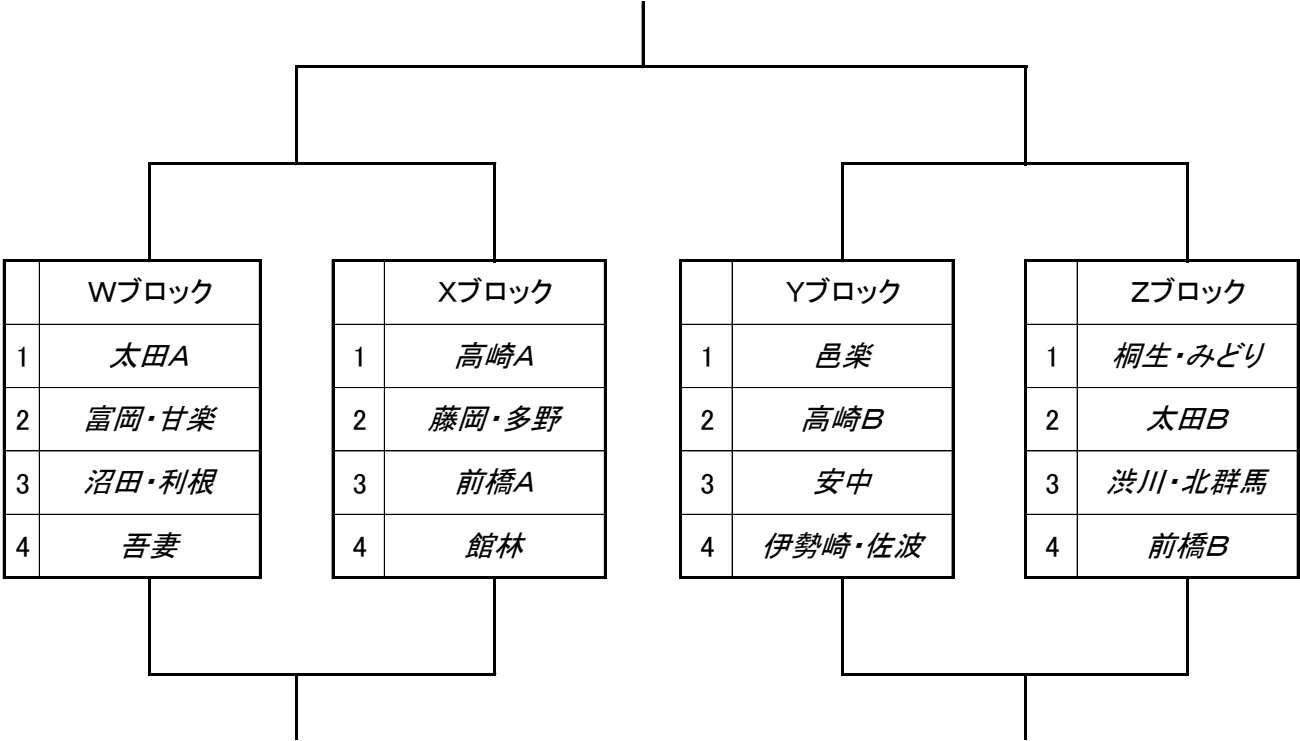 Wブロック
1 太田A
2 富岡・甘楽
3 沼田・利根
4 吾妻
Xブロック
1 高崎A
2 藤岡・多野
3 前橋A
4 館林
Yブロック
1 邑楽
2 高崎B
3 安中
4 伊勢崎・佐波
Zブロック
1 桐生・みどり
2 太田B
3 渋川・北群馬
4 前橋B